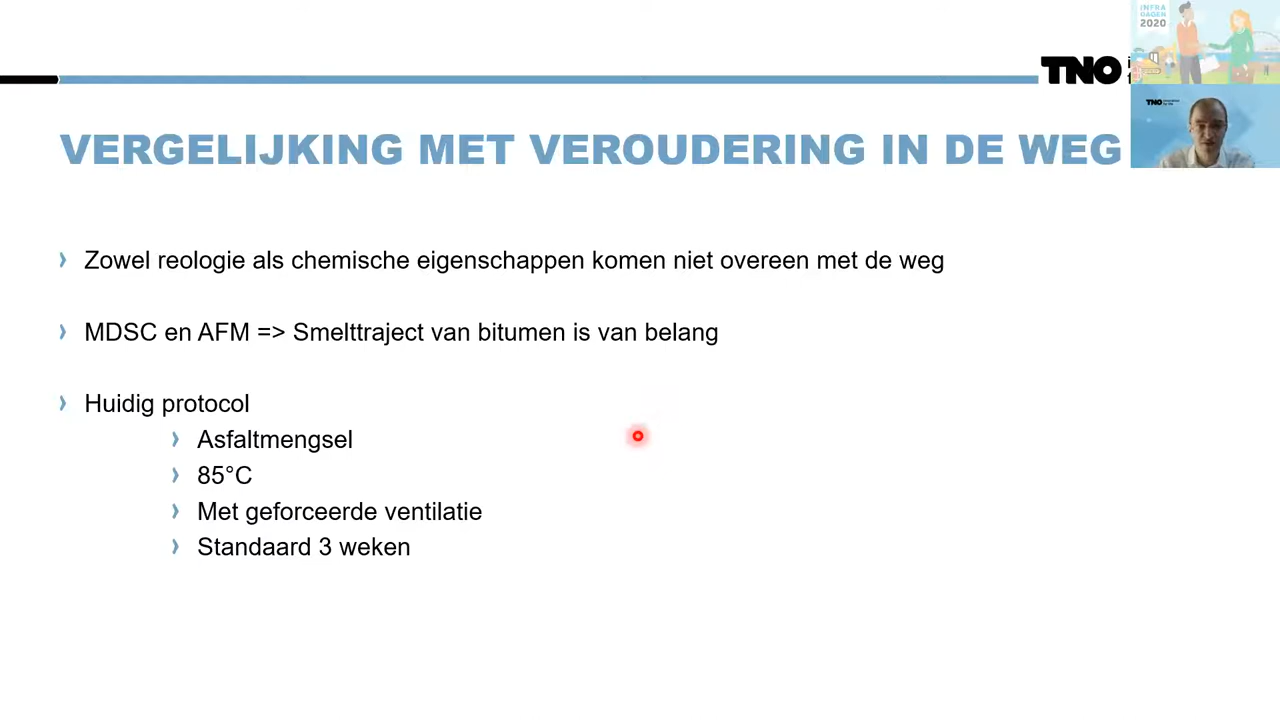 INFRA
DAGEN
2020
TNO
TNO
VERGELIJKING MET VEROUDERING IN DE WEG
Zowel reologie als chemische eigenschappen komen niet overeen met de weg
MDSC en AFM => Smelttraject van bitumen is van belang
Huidig protocol
Asfaltmengsel
85°C
Met geforceerde ventilatie
Standaard 3 weken